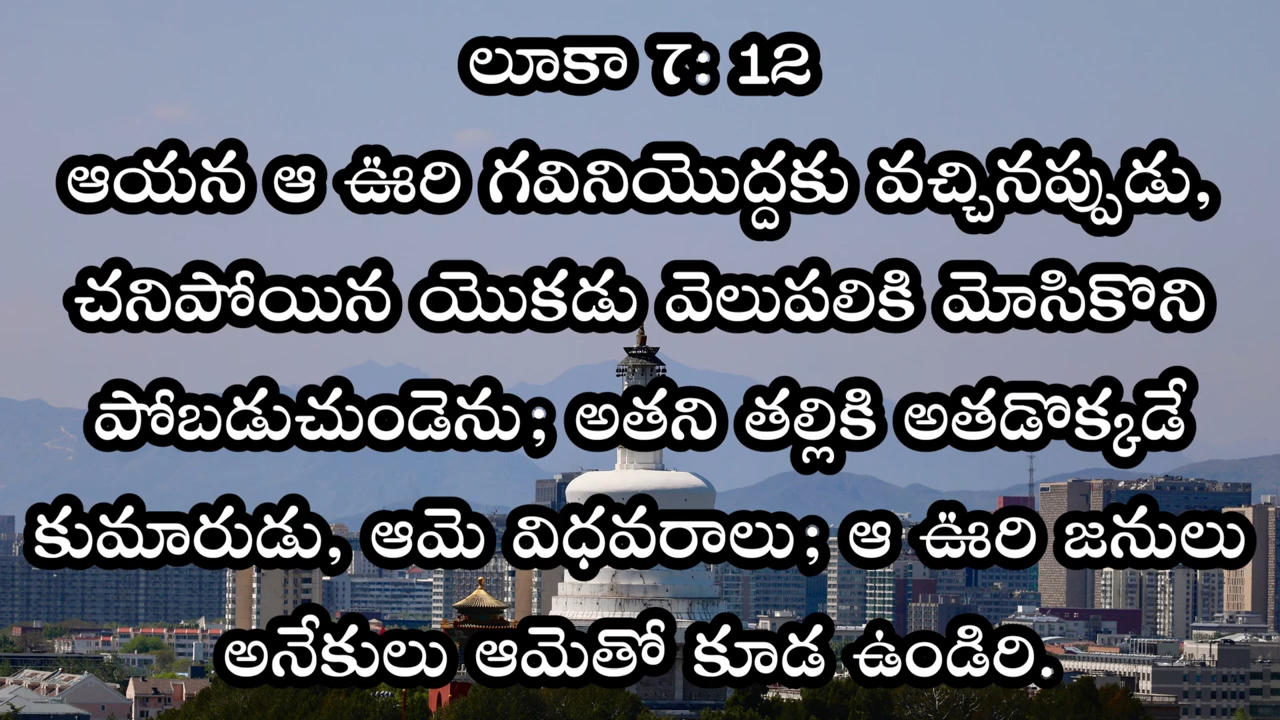 లూకా 7: 12
ఆయన ఆ ఊరి గవినియొద్దకు వచ్చినప్పుడు,
చనిపోయిన యొకడు వెలుపలికి మోసికొని
పోబడుచుండెను; అతని తల్లికి అతడొక్కడే
కుమారుడు, ఆమె విధవరాలు; ఆ ఊరి జనులు
అనేకులు ఆమెతో కూడ ఉండిరి.